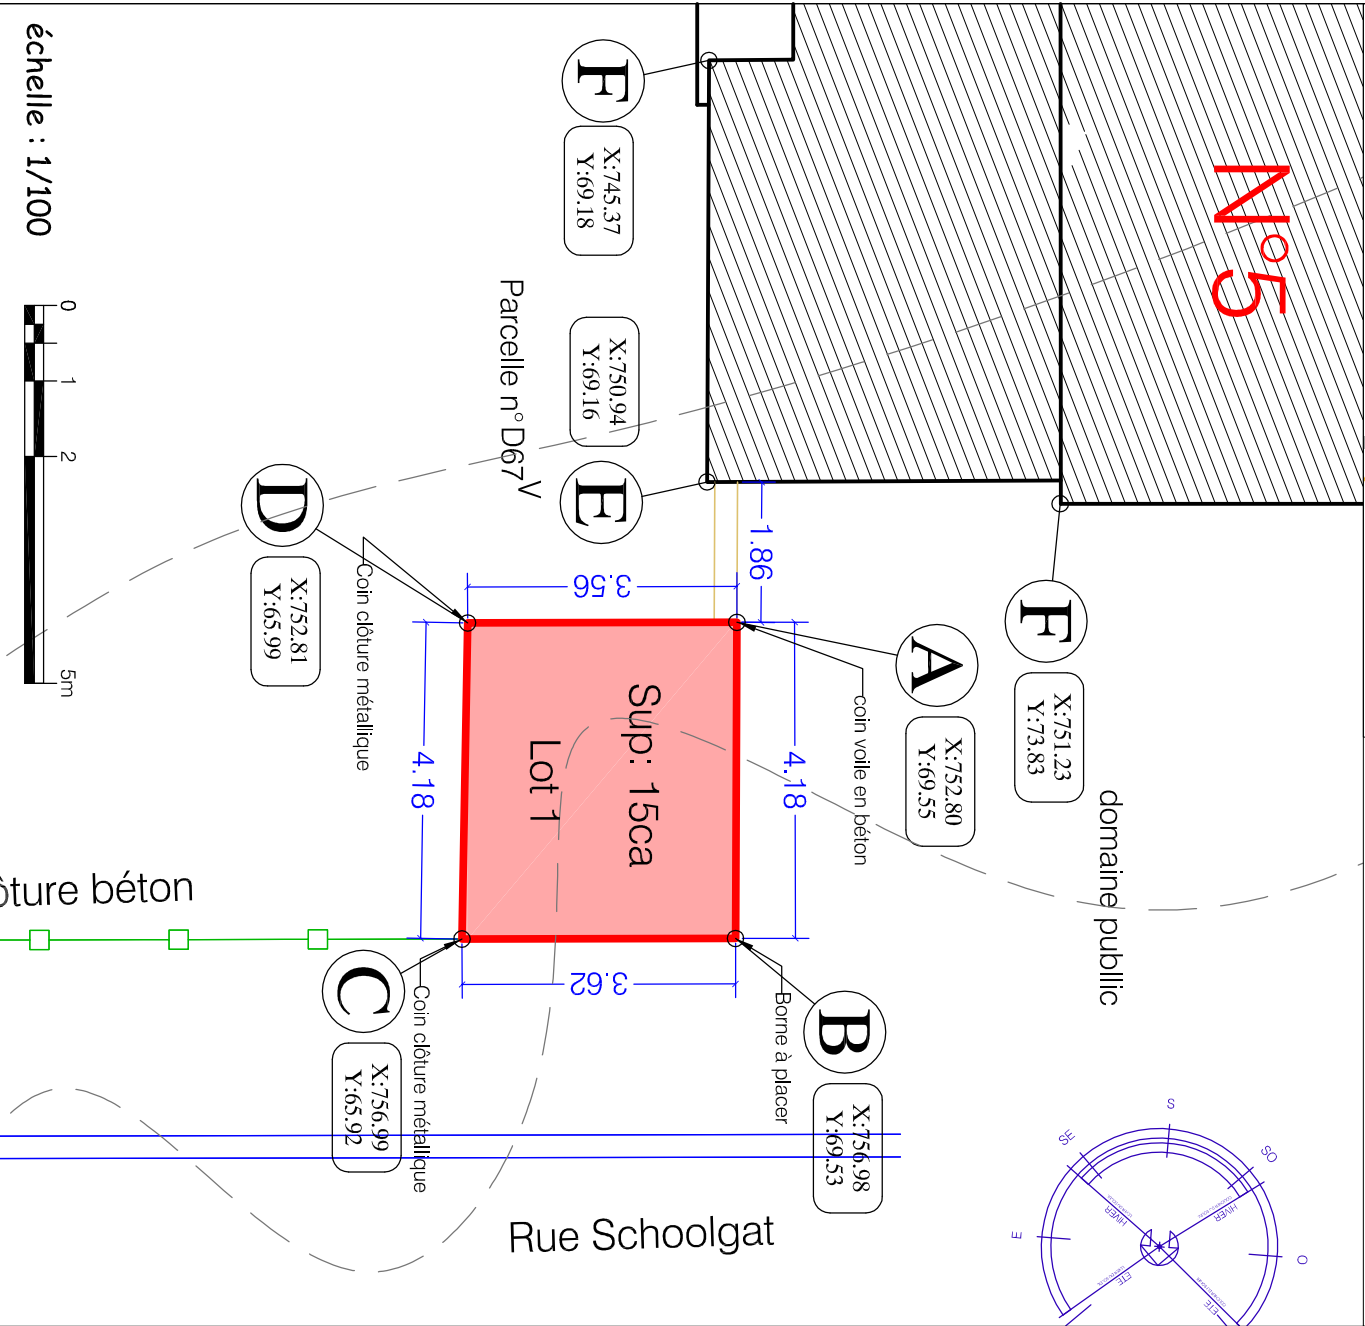 échelle : 1/100
0
1
2
5m
N°5
F
X:745.37
Y:69.18
Parcelle n°D67V
X:750.94
Y:69.16
E
1.86
F
X:751.23
Y:73.83
A
X:752.80
Y:69.55
coin voile en béton
domaine publlic
D
X:752.81
Y:65.99
Coin clôture métallique
3.56
4.18
4.18
3.62
Sup: 15ca
Lot 1
ôture béton
C
X:756.99
Y:65.92
Coin clôture métallique
B
X:756.98
Y:69.53
Borne à placer
Rue Schoolgat
S
SE
SO
E
O
HIVER
HIVER
ETE
ETE